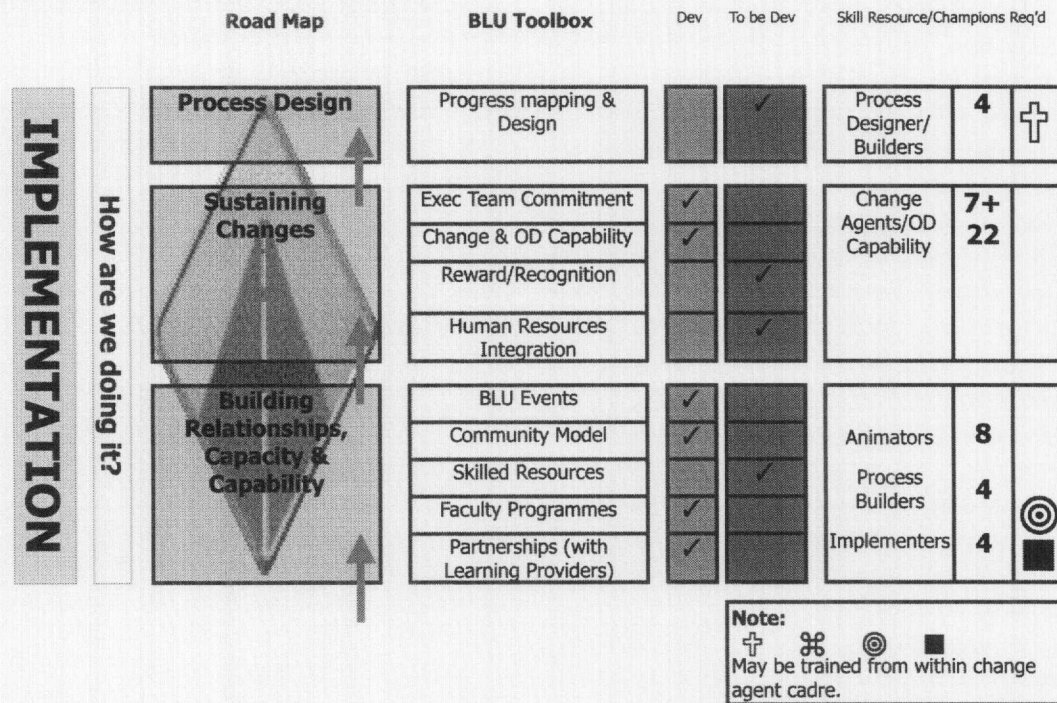 Road Map
BLU Toolbox
Dev
To be Dev
Skill Resource/Champions Req'd
IMPLEMENTATION
How are we doing it?
Process Design
Progress mapping &
Design
✓
Process
Designer/
Builders
4
Sustaining
Changes
Exec Team Commitment
✓
Change & OD Capability
✓
Reward/Recognition
✓
Human Resources
Integration
✓
Change
Agents/OD
Capability
7+
22
Building
Relationships,
Capacity &
Capability
BLU Events
✓
Community Model
✓
Skilled Resources
✓
Faculty Programmes
✓
Partnerships (with
Learning Providers)
✓
Animators
8
Process
Builders
4
Implementers
4
Note:
May be trained from within change
agent cadre.